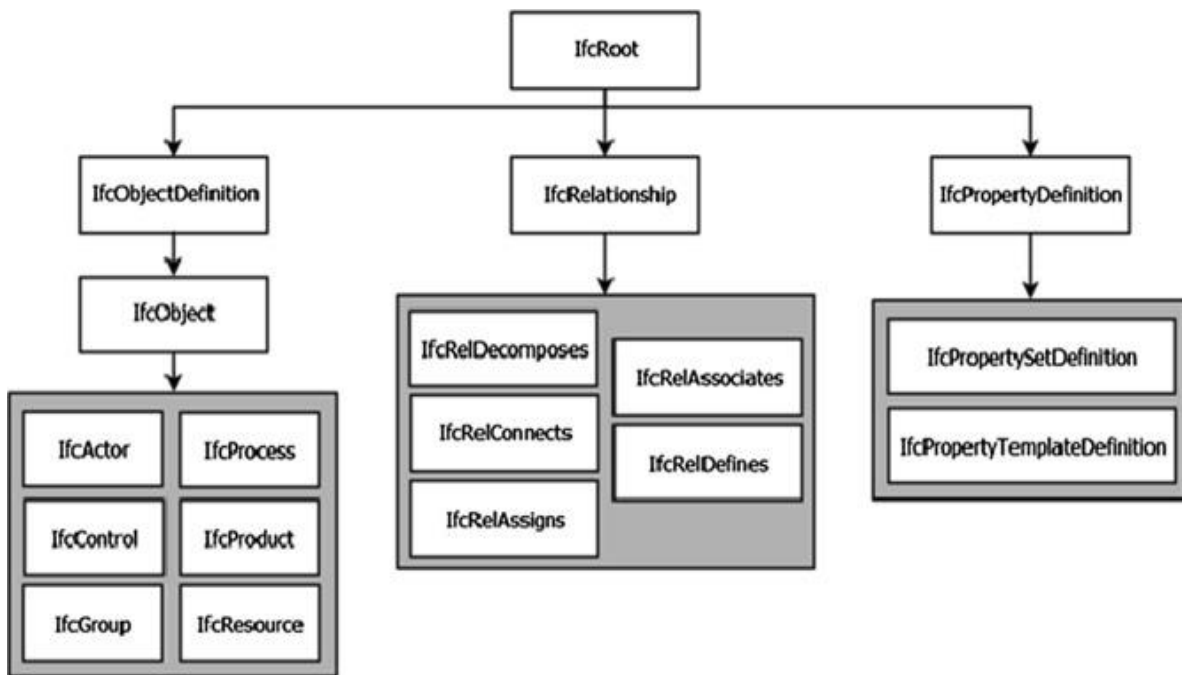 IfcRoot
IfcObjectDefinition
IfcRelationship
IfcPropertyDefinition
IfcObject
IfcActor
IfcProcess
IfcControl
IfcProduct
IfcGroup
IfcResource
IfcRelDecomposes
IfcRelConnects
IfcRelAssigns
IfcRelAssociates
IfcRelDefines
IfcPropertySetDefinition
IfcPropertyTemplateDefinition